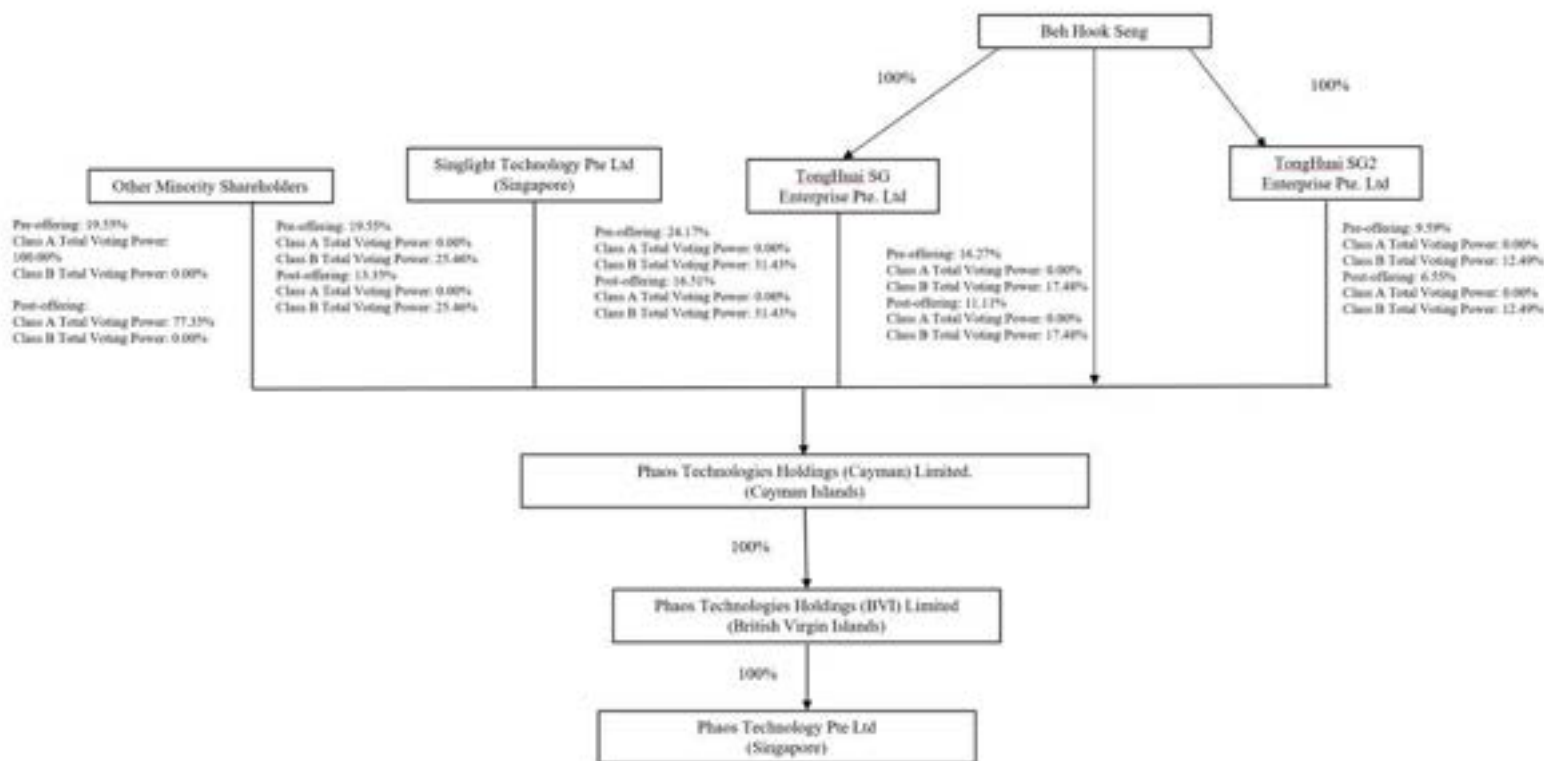 Beh Hook Seng
100%
100%
Other Minority Shareholders
Singlight Technology Pte Ltd
(Singapore)
TongHuai SG
Enterprise Pte. Ltd
TongHuai SG2
Enterprise Pte. Ltd
Pre-offering: 19.55%
Class A Total Voting Power:
100.00%
Class B Total Voting Power: 0.00%
Post-offering:
Class A Total Voting Power: 77.35%
Class B Total Voting Power: 0.00%
Pre-offering: 19.55%
Class A Total Voting Power: 0.00%
Class B Total Voting Power: 25.46%
Post-offering: 13.35%
Class A Total Voting Power: 0.00%
Class B Total Voting Power: 25.46%
Pre-offering: 24.17%
Class A Total Voting Power: 0.00%
Class B Total Voting Power: 31.43%
Post-offering: 16.51%
Class A Total Voting Power: 0.00%
Class B Total Voting Power: 31.43%
Pre-offering: 16.27%
Class A Total Voting Power: 0.00%
Class B Total Voting Power: 17.48%
Post-offering: 11.11%
Class A Total Voting Power: 0.00%
Class B Total Voting Power: 17.48%
Pre-offering: 9.59%
Class A Total Voting Power: 0.00%
Class B Total Voting Power: 12.49%
Post-offering: 6.55%
Class A Total Voting Power: 0.00%
Class B Total Voting Power: 12.49%
Phaos Technologies Holdings (Cayman) Limited.
(Cayman Islands)
100%
Phaos Technologies Holdings (BVI) Limited
(British Virgin Islands)
100%
Phaos Technology Pte Ltd
(Singapore)